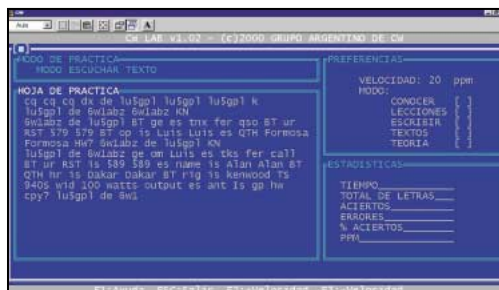 Auto
CW LAB v1.02 - (c)2000 GRUPO ARGENTINO DE CW
MODO DE PRACTICA
MODO ESCUCHAR TEXTO
HOJA DE PRACTICA
cq cq cq dx de lu5gpl lu5gpl lu5gpl k
lu5gpl de 6w1abz 6w1abz KN
6w1abz de lu5gpl BT ge es tnx fer qso BT ur
RST 579 579 BT op is Luis Luis es QTH Formosa
Formosa HW? 6w1abz de lu5gpl KN
lu5gpl de 6w1abz ge om Luis es tks fer call
BT ur RST is 589 589 es name is Alan Alan BT
QTH hr is Dakar Dakar BT rig is kenwood TS
940S wid 100 watts output es ant Is gp hw
cpy? lu5gpl de 6w1
PREFERENCIAS
VELOCIDAD: 20 ppm
MODO:
CONOCER [ ]
LECCIONES [ ]
ESCRIBIR [ ]
TEXTOS [ ]
TEORIA [ ]
ESTADISTICAS
TIEMPO
TOTAL DE LETRAS
ACIERTOS
ERRORES
% ACIERTOS
PPM